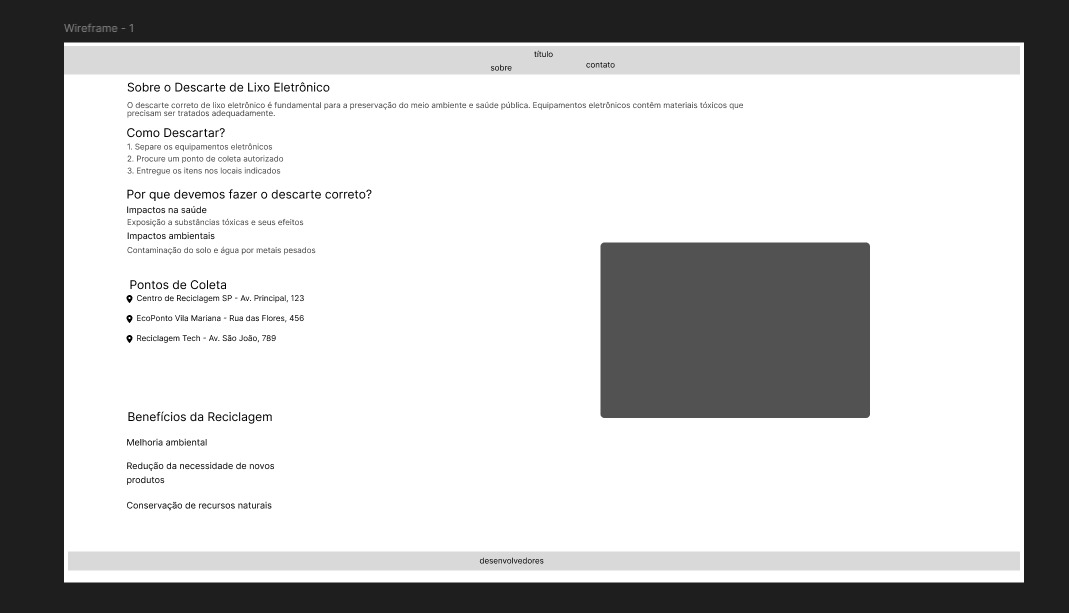 Wireframe - 1
título
sobre
contato
Sobre o Descarte de Lixo Eletrônico
O descarte correto de lixo eletrônico é fundamental para a preservação do meio ambiente e saúde pública. Equipamentos eletrônicos contêm materiais tóxicos que
precisam ser tratados adequadamente.
Como Descartar?
1. Separe os equipamentos eletrônicos
2. Procure um ponto de coleta autorizado
3. Entregue os itens nos locais indicados
Por que devemos fazer o descarte correto?
Impactos na saúde
Exposição a substâncias tóxicas e seus efeitos
Impactos ambientais
Contaminação do solo e água por metais pesados
Pontos de Coleta
Centro de Reciclagem SP - Av. Principal, 123
EcoPonto Vila Mariana - Rua das Flores, 456
Reciclagem Tech - Av. São João, 789
Benefícios da Reciclagem
Melhoria ambiental
Redução da necessidade de novos
produtos
Conservação de recursos naturais
desenvolvedores